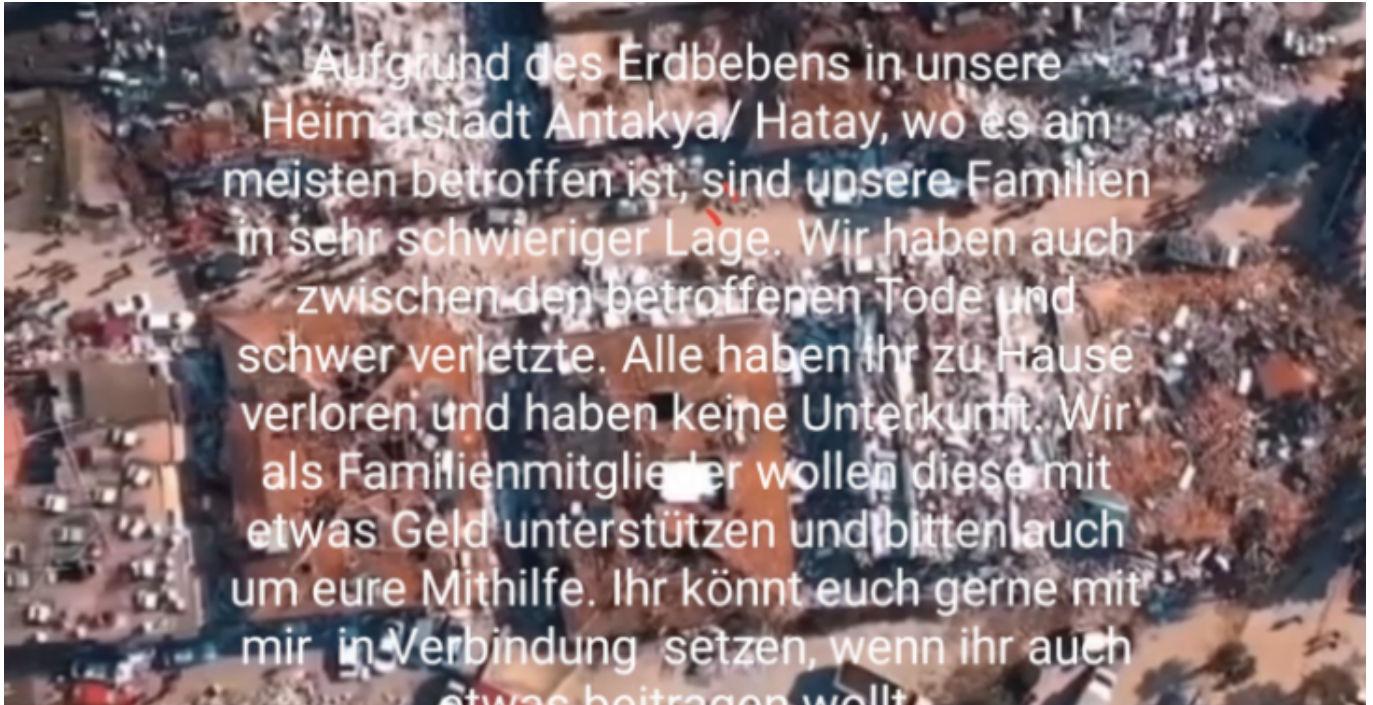 Aufgrund des Erdbebens in unsere
Heimatstadt Antakya/ Hatay, wo es am
meisten betroffen ist, sind unsere Familien
in sehr schwieriger Lage. Wir haben auch
zwischen den betroffenen Tode und
schwer verletzte. Alle haben Ihr zu Hause
verloren und haben keine Unterkunft. Wir
als Familienmitglieder wollen diese mit
etwas Geld unterstützen und bitten auch
um eure Mithilfe. Ihr könnt euch gerne mit
mir in Verbindung setzen, wenn ihr auch
etwas beitragen wollt